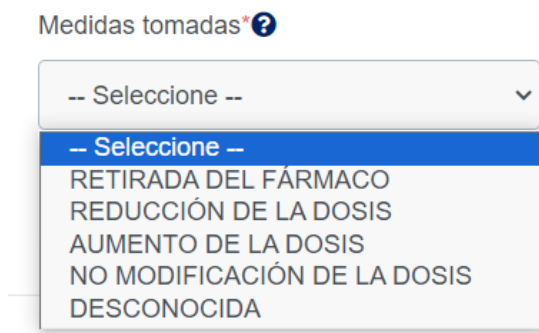 Medidas tomadas*?
-- Seleccione --
-- Seleccione --
RETIRADA DEL FÁRMACO
REDUCCIÓN DE LA DOSIS
AUMENTO DE LA DOSIS
NO MODIFICACIÓN DE LA DOSIS
DESCONOCIDA